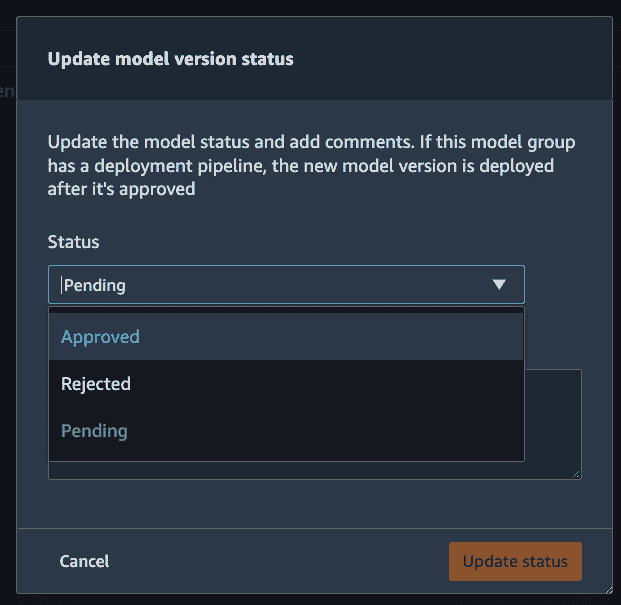 Update model version status
en
Update the model status and add comments. If this model group
has a deployment pipeline, the new model version is deployed
after it's approved
Status
Pending
Approved
Rejected
Pending
Cancel
Update status